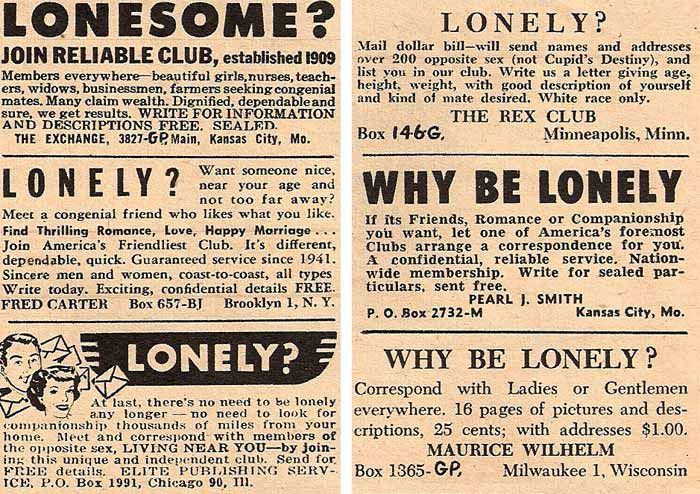 LONESOME?
JOIN RELIABLE CLUB, established 1909
Members everywhere—beautiful girls, nurses, teach-
ers, widows, businessmen, farmers seeking congenial
mates. Many claim wealth. Dignified, dependable and
sure, we get results. WRITE FOR INFORMATION
AND DESCRIPTIONS FREE. SEALED.
THE EXCHANGE, 3827-GP, Main, Kansas City, Mo.
LONELY? Want someone nice,
near your age and
not too far away?
Meet a congenial friend who likes what you like.
Find Thrilling Romance, Love, Happy Marriage . . .
Join America's Friendliest Club. It's different,
dependable, quick. Guaranteed service since 1941.
Sincere men and women, coast-to-coast, all types
Write today. Exciting, confidential details FREE.
FRED CARTER Box 657-BJ Brooklyn 1, N. Y.
LONELY?
At last, there's no need to be lonely
any longer — no need to look for
companionship thousands of miles from your
home. Meet and correspond with members of
the opposite sex, LIVING NEAR YOU—by join-
ing this unique and independent club. Send for
FREE details. ELITE PUBLISHING SERV-
ICE, P.O. Box 1991, Chicago 90, Ill.
LONELY?
Mail dollar bill—will send names and addresses
over 200 opposite sex (not Cupid's Destiny), and
list you in our club. Write us a letter giving age,
height, weight, with good description of yourself
and kind of mate desired. White race only.
THE REX CLUB
Box 146G, Minneapolis, Minn.
WHY BE LONELY
If its Friends, Romance or Companionship
you want, let one of America's foremost
Clubs arrange a correspondence for you.
A confidential, reliable service. Nation-
wide membership. Write for sealed par-
ticulars, sent free.
PEARL J. SMITH
P. O. Box 2732-M Kansas City, Mo.
WHY BE LONELY?
Correspond with Ladies or Gentlemen
everywhere. 16 pages of pictures and des-
criptions, 25 cents; with addresses $1.00.
MAURICE WILHELM
Box 1365-GP, Milwaukee 1, Wisconsin